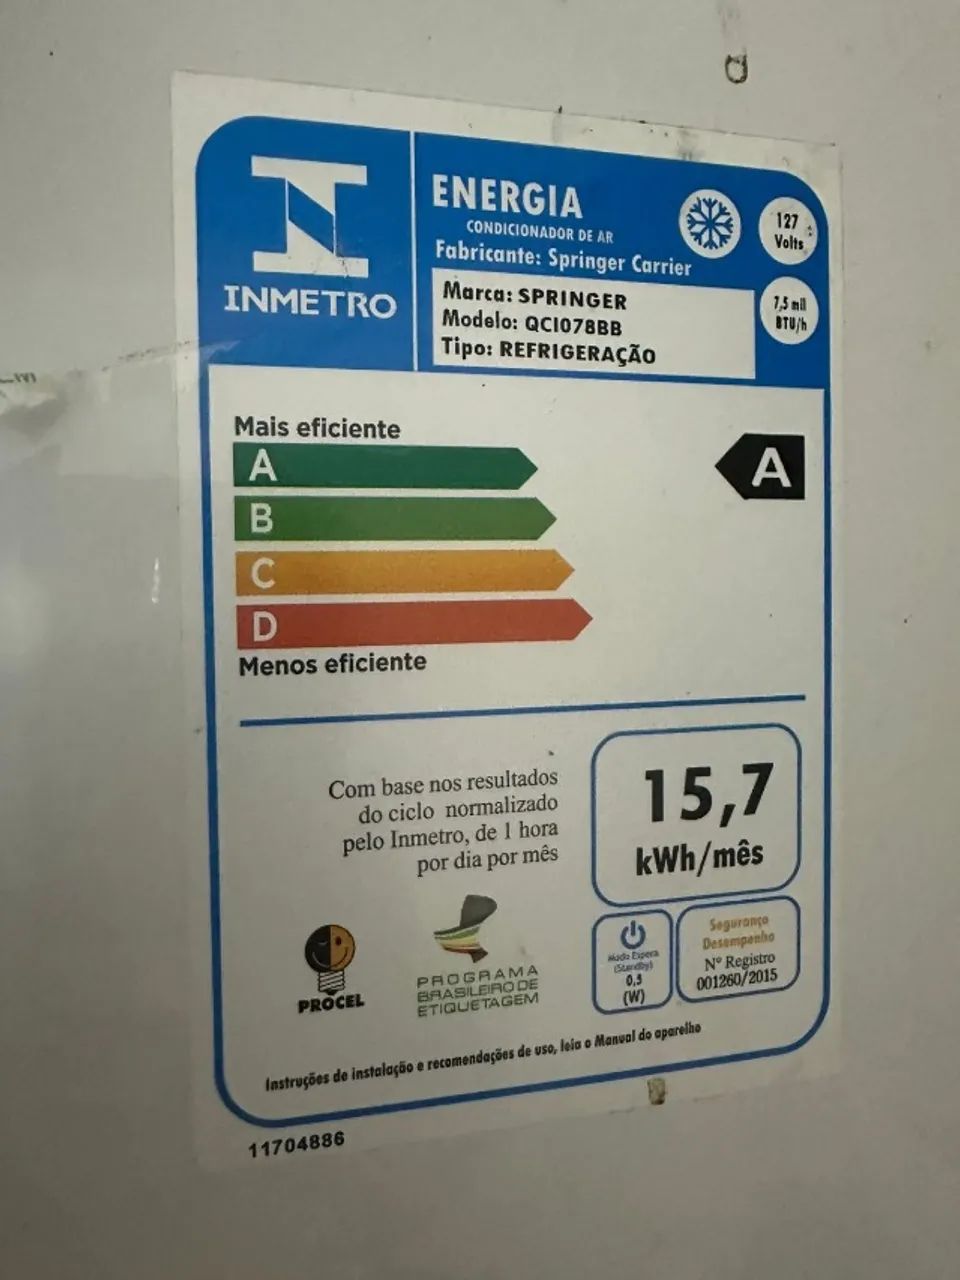 INMETRO
ENERGIA
CONDICIONADOR DE AR
Fabricante: Springer Carrier
Marca: SPRINGER
Modelo: QCI078BB
Tipo: REFRIGERAÇÃO
127
Volts
7,5 mil
BTU/h
Mais eficiente
A
A
B
C
D
Menos eficiente
Com base nos resultados
do ciclo normalizado
pelo Inmetro, de 1 hora
por dia por mês
15,7
kWh/mês
PROCEL
PROGRAMA
BRASILEIRO DE
ETIQUETAGEM
Modo Espera
(Standby)
0,5
(W)
Segurança
Desempenho
Nº Registro
001260/2015
Instruções de instalação e recomendações de uso, leia o Manual do aparelho
11704886